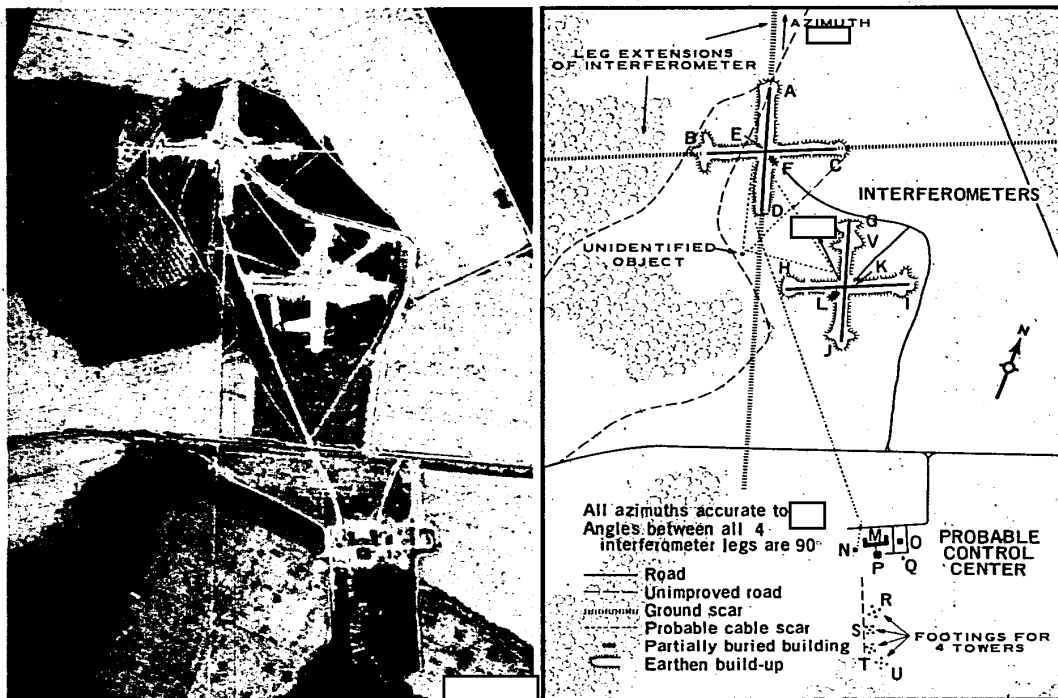 AZIMUTH
LEG EXTENSIONS
OF INTERFEROMETER
A
B
E
C
F
D
INTERFEROMETERS
G
V
UNIDENTIFIED
OBJECT
H
K
L
I
J
N
All azimuths accurate to
Angles between all 4
interferometer legs are 90°
Road
Unimproved road
Ground scar
Probable cable scar
Partially buried building
Earthen build-up
N
M
O
P
Q
PROBABLE
CONTROL
CENTER
R
S
T
U
FOOTINGS FOR
4 TOWERS